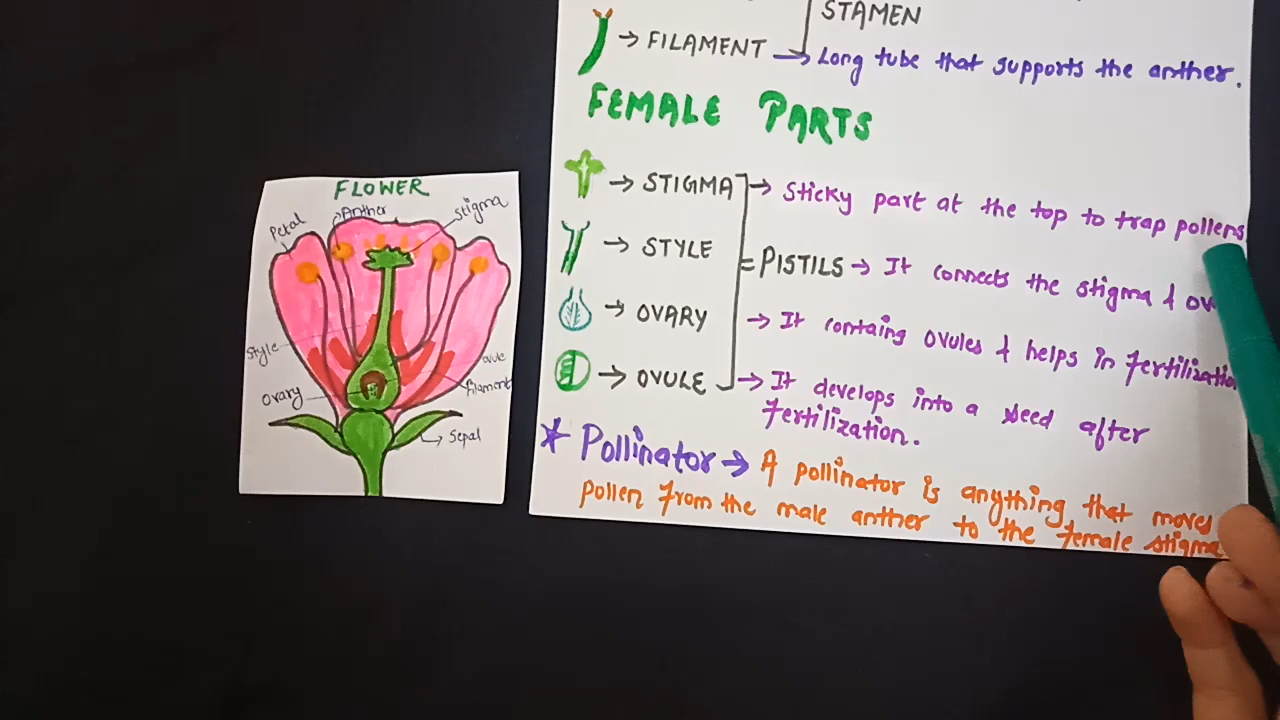 FLOWER
Petal
Anther
Stigma
Style
Ovary
ovule
filament
Sepal
STAMEN
→ FILAMENT → Long tube that supports the anther.
FEMALE PARTS
→ STIGMA → Sticky part at the top to trap pollens
→ STYLE
= PISTILS → It connects the stigma &
→ OVARY → It containg ovules & helps in fertilization
→ OVULE → It develops into a seed after
fertilization.
* Pollinator → A pollinator is anything that moves
pollen from the male anther to the female stigma